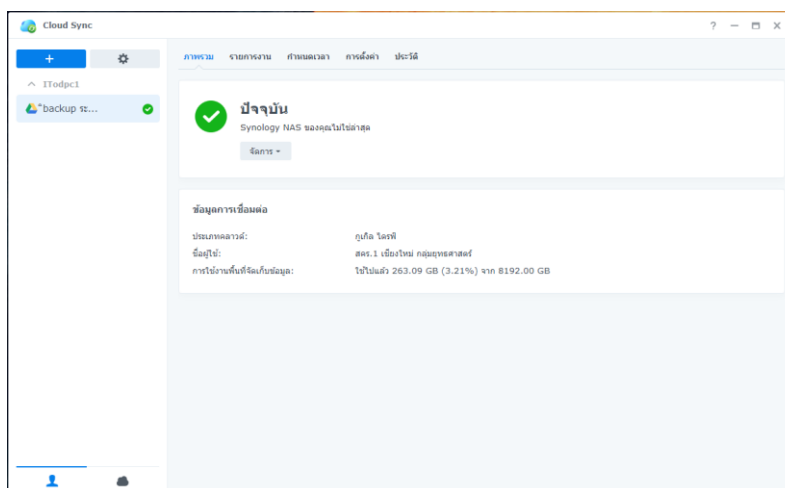 Cloud Sync
?
+
ภาพรวม รายการงาน กำหนดเวลา การตั้งค่า ประวัติ
ITodpc1
"backup ระ...
ปัจจุบัน
Synology NAS ของคุณไม่ใช่ล่าสุด
จัดการ
ข้อมูลการเชื่อมต่อ
ประเภทคลาวด์: กูเกิล ไดรฟ์
ชื่อผู้ใช้: สคร.1 เชียงใหม่ กลุ่มยุทธศาสตร์
การใช้งานพื้นที่จัดเก็บข้อมูล: ใช้ไปแล้ว 263.09 GB (3.21%) จาก 8192.00 GB